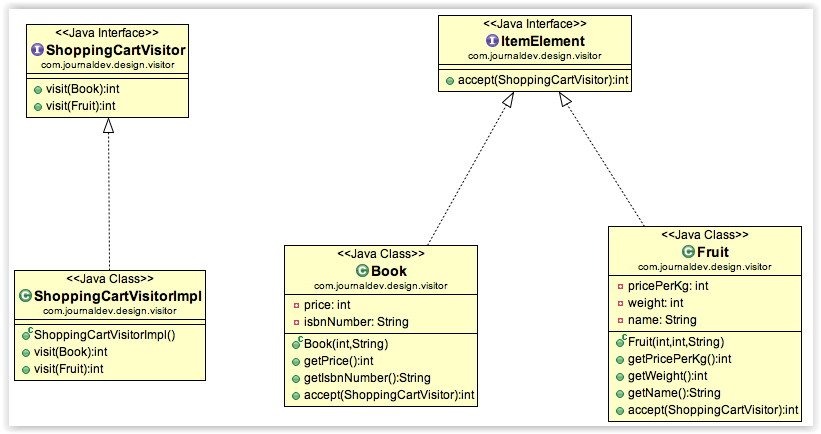 <<Java Interface>>
ShoppingCartVisitor
com.journaldev.design.visitor
visit(Book):int
visit(Fruit):int
<<Java Interface>>
ItemElement
com.journaldev.design.visitor
accept(ShoppingCartVisitor):int
<<Java Class>>
ShoppingCartVisitorImpl
com.journaldev.design.visitor
ShoppingCartVisitorImpl()
visit(Book):int
visit(Fruit):int
<<Java Class>>
Book
com.journaldev.design.visitor
price: int
isbnNumber: String
Book(int,String)
getPrice():int
getIsbnNumber():String
accept(ShoppingCartVisitor):int
<<Java Class>>
Fruit
com.journaldev.design.visitor
pricePerKg: int
weight: int
name: String
Fruit(int,int,String)
getPricePerKg():int
getWeight():int
getName():String
accept(ShoppingCartVisitor):int